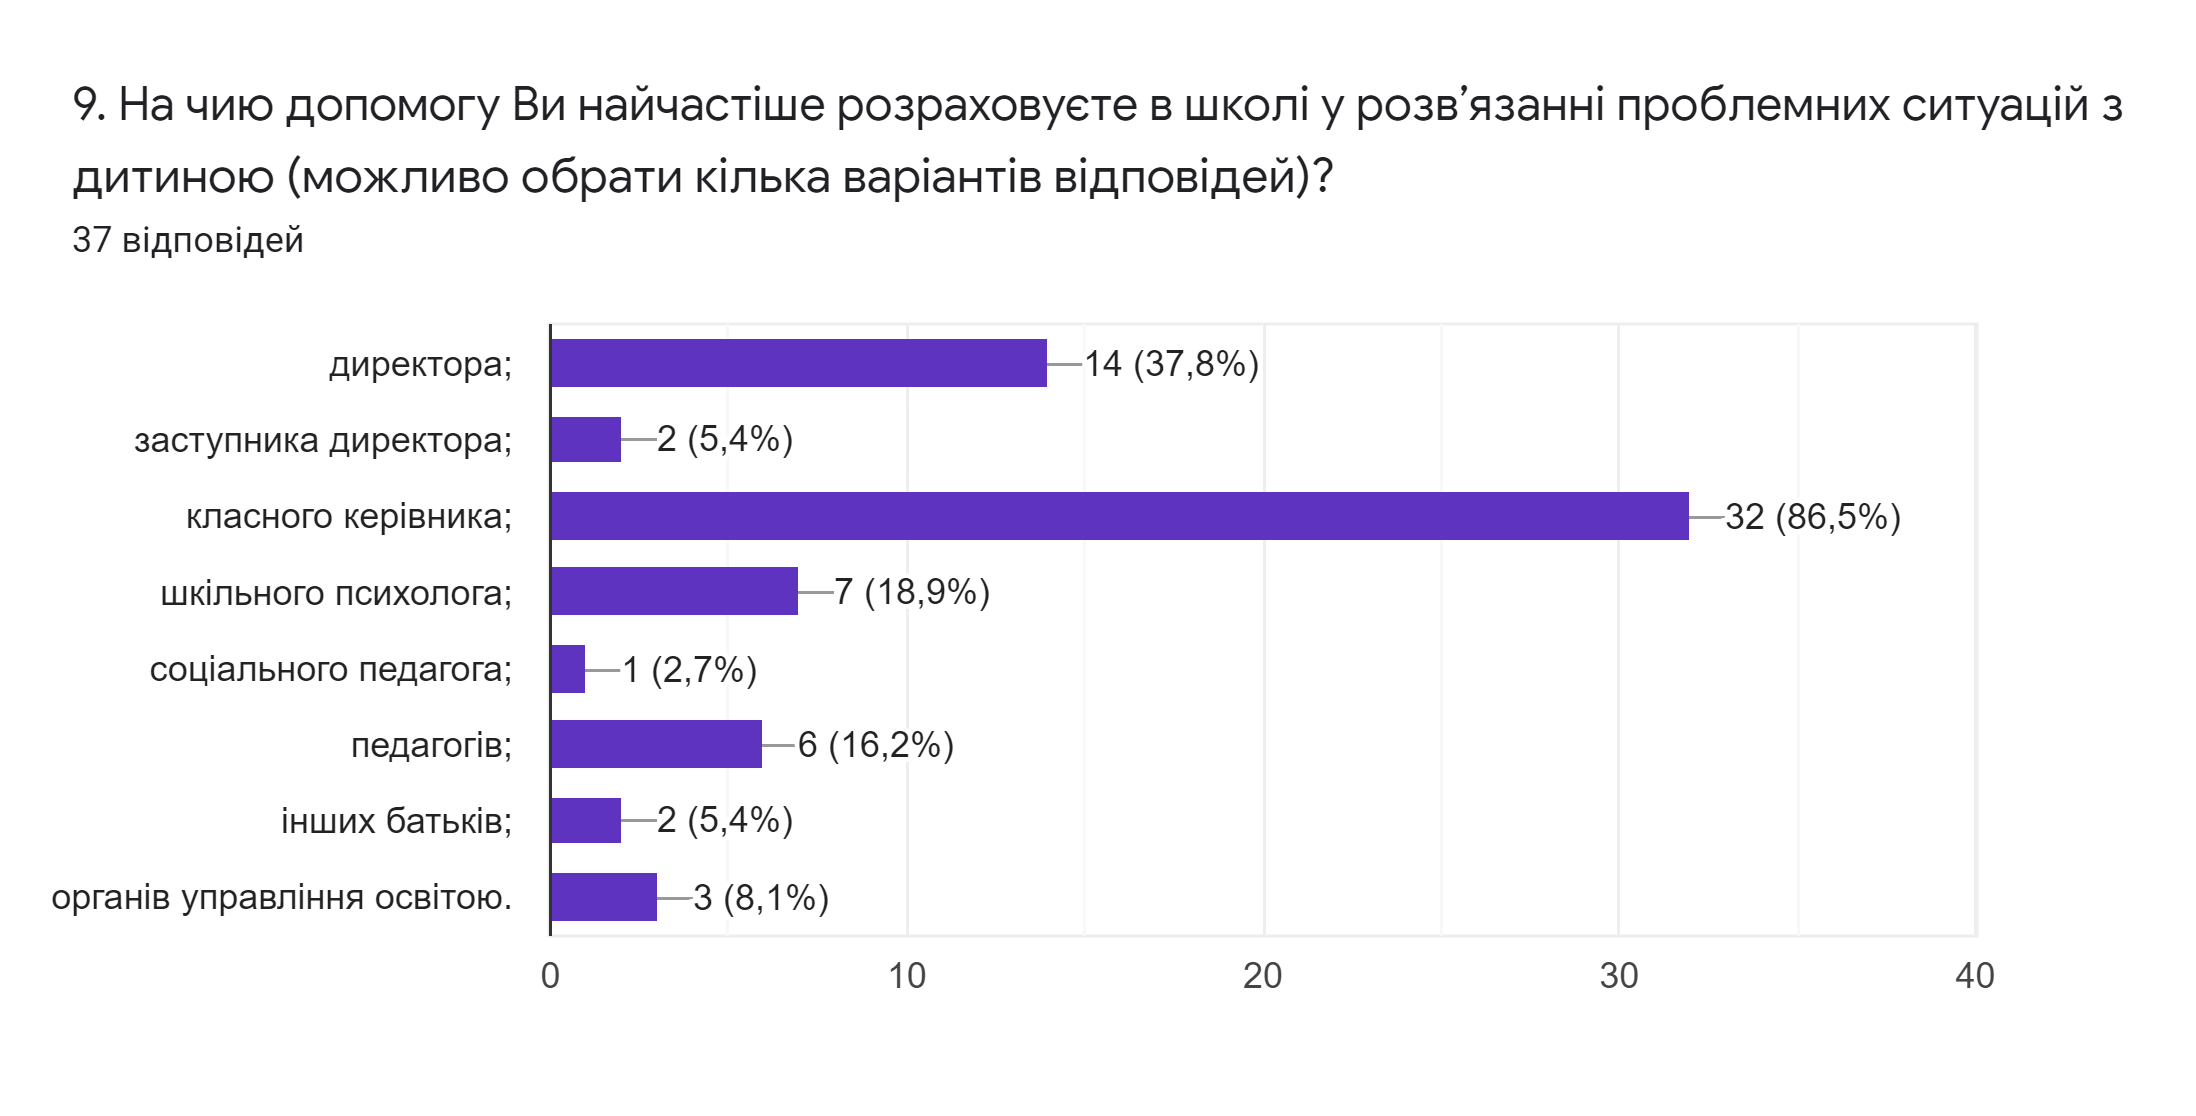 9. На чию допомогу Ви найчастіше розраховуєте в школі у розв’язанні проблемних ситуацій з
дитиною (можливо обрати кілька варіантів відповідей)?
37 відповідей
директора; 14 (37,8%)
заступника директора; 2 (5,4%)
класного керівника; 32 (86,5%)
шкільного психолога; 7 (18,9%)
соціального педагога; 1 (2,7%)
педагогів; 6 (16,2%)
інших батьків; 2 (5,4%)
органів управління освітою. 3 (8,1%)
0 10 20 30 40